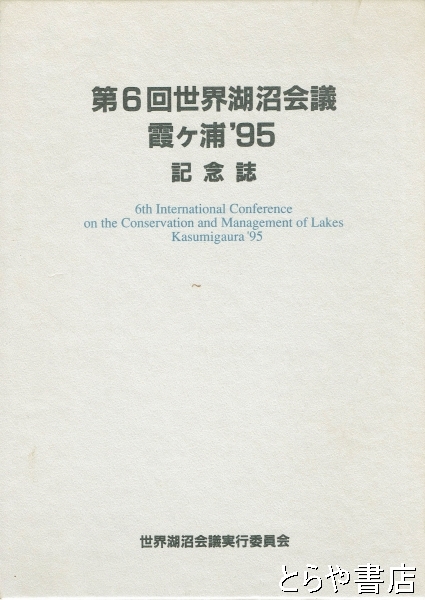 第6回世界湖沼会議
霞ヶ浦'95
記念誌
6th International Conference
on the Conservation and Management of Lakes
Kasumigaura '95
世界湖沼会議実行委員会
とらや書店